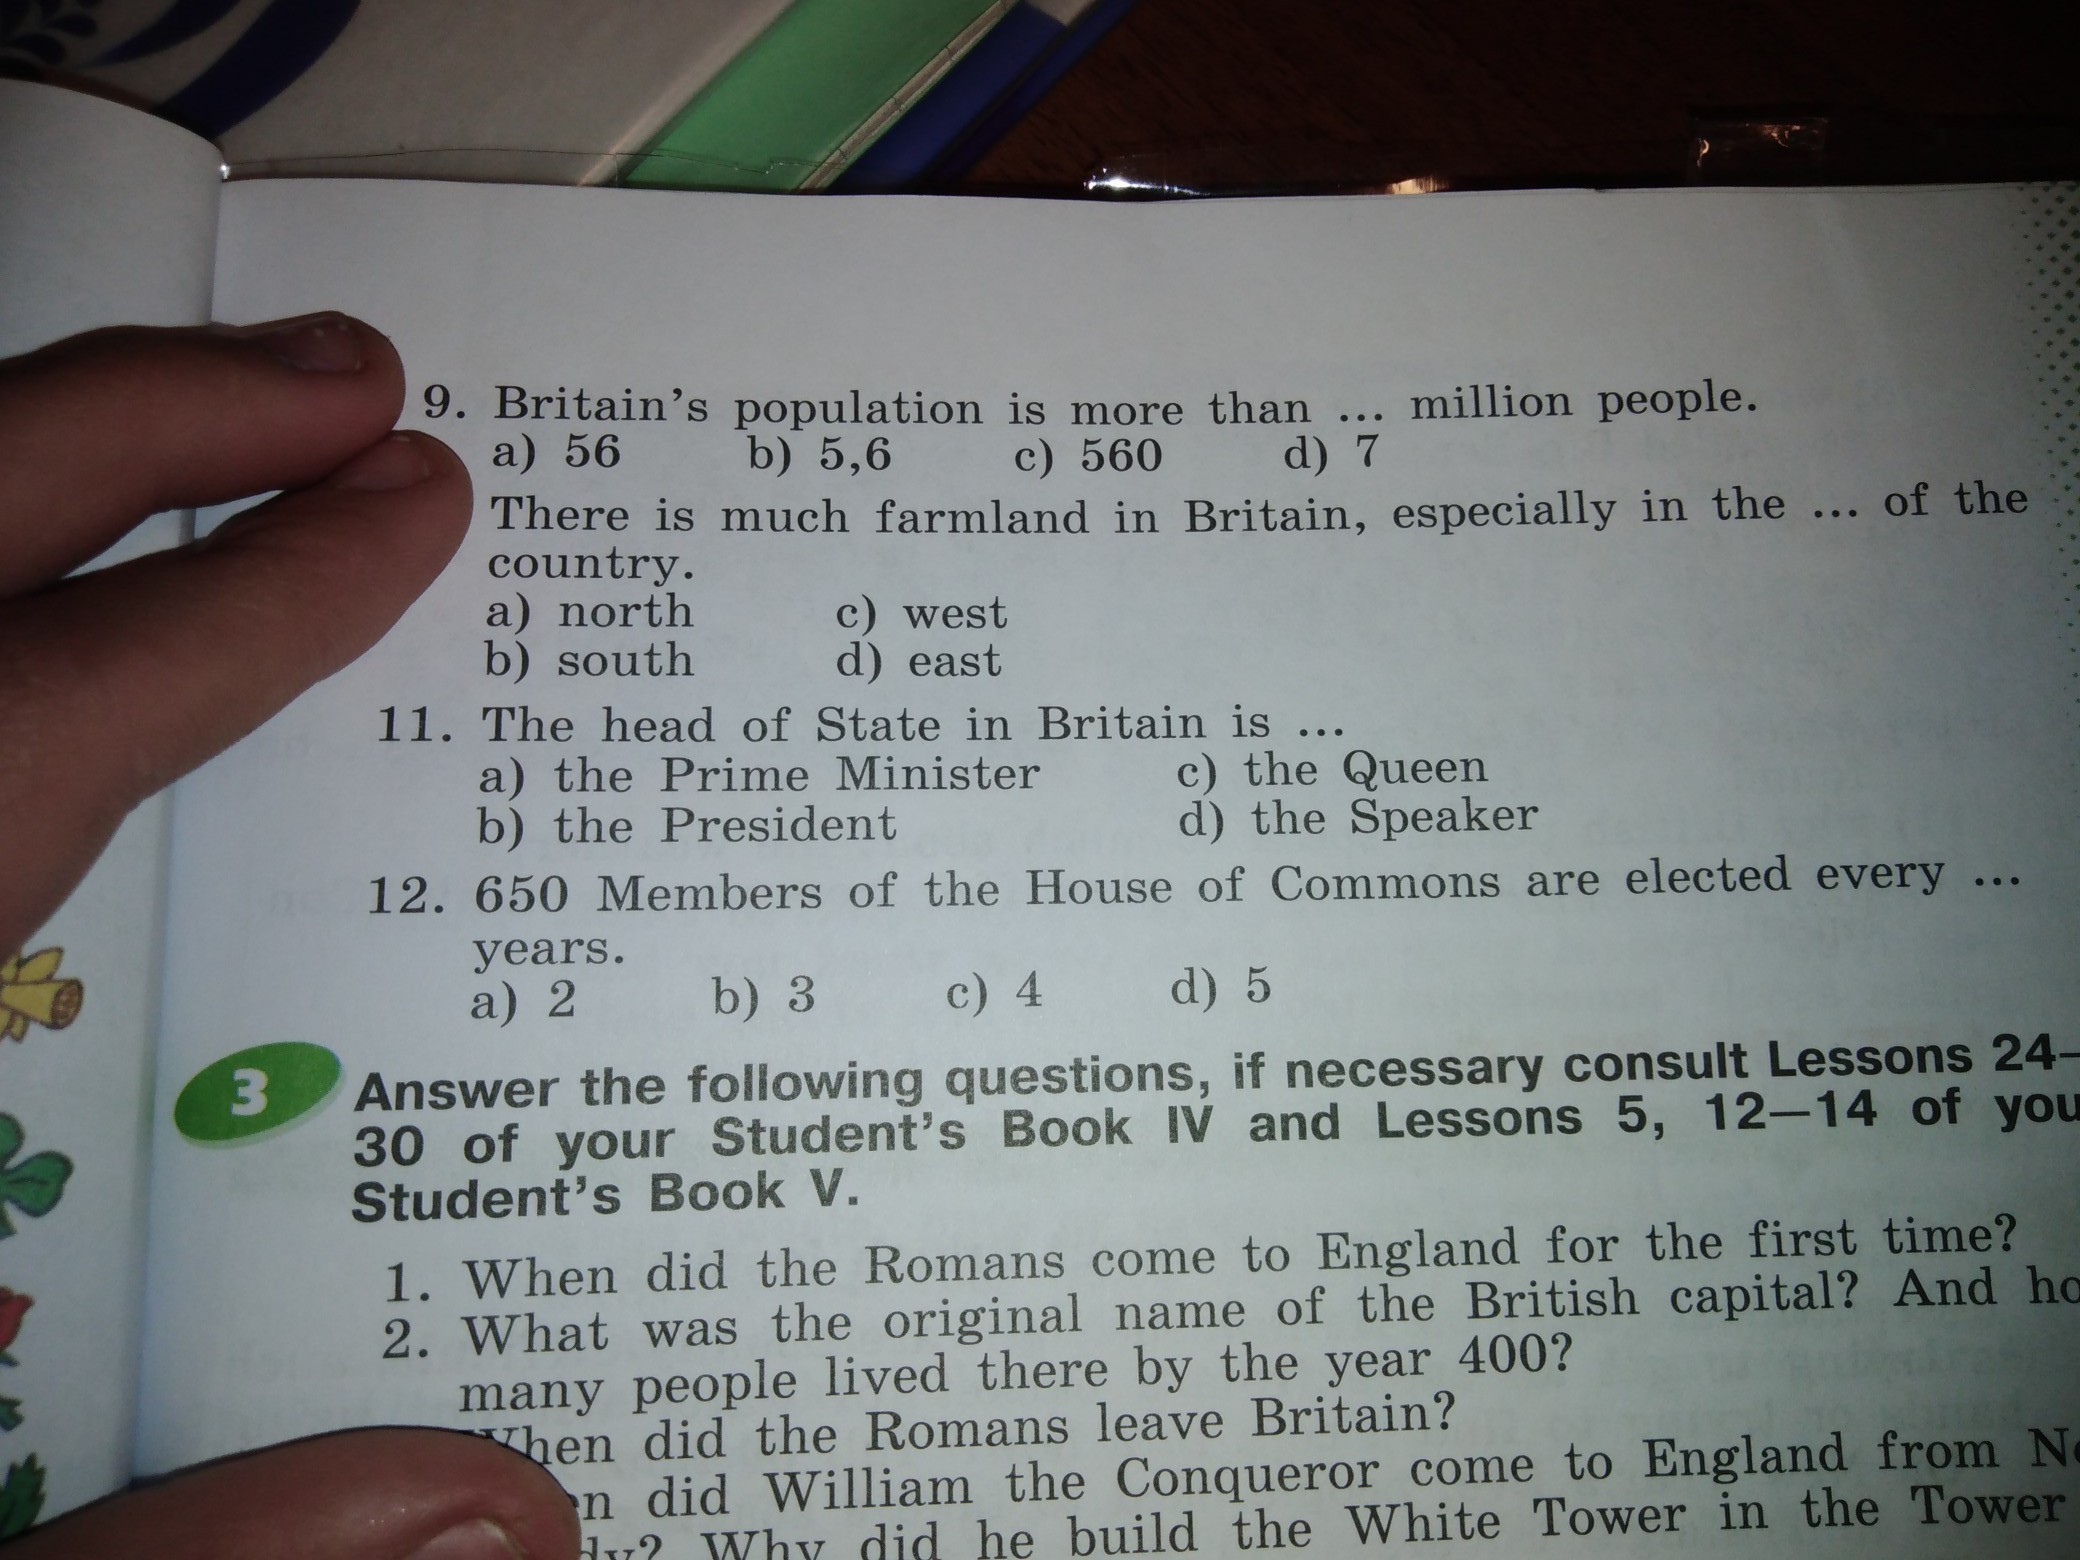 9. Britain's population is more than ... million people.
a) 56 b) 5,6 c) 560 d) 7
There is much farmland in Britain, especially in the ... of the
country.
a) north c) west
b) south d) east
11. The head of State in Britain is ...
a) the Prime Minister c) the Queen
b) the President d) the Speaker
12. 650 Members of the House of Commons are elected every ...
years.
a) 2 b) 3 c) 4 d) 5
3 Answer the following questions, if necessary consult Lessons 24–
30 of your Student's Book IV and Lessons 5, 12—14 of you
Student's Book V.
1. When did the Romans come to England for the first time?
2. What was the original name of the British capital? And ho
many people lived there by the year 400?
When did the Romans leave Britain?
n did William the Conqueror come to England from
dy? Why did he build the White Tower in the Tower